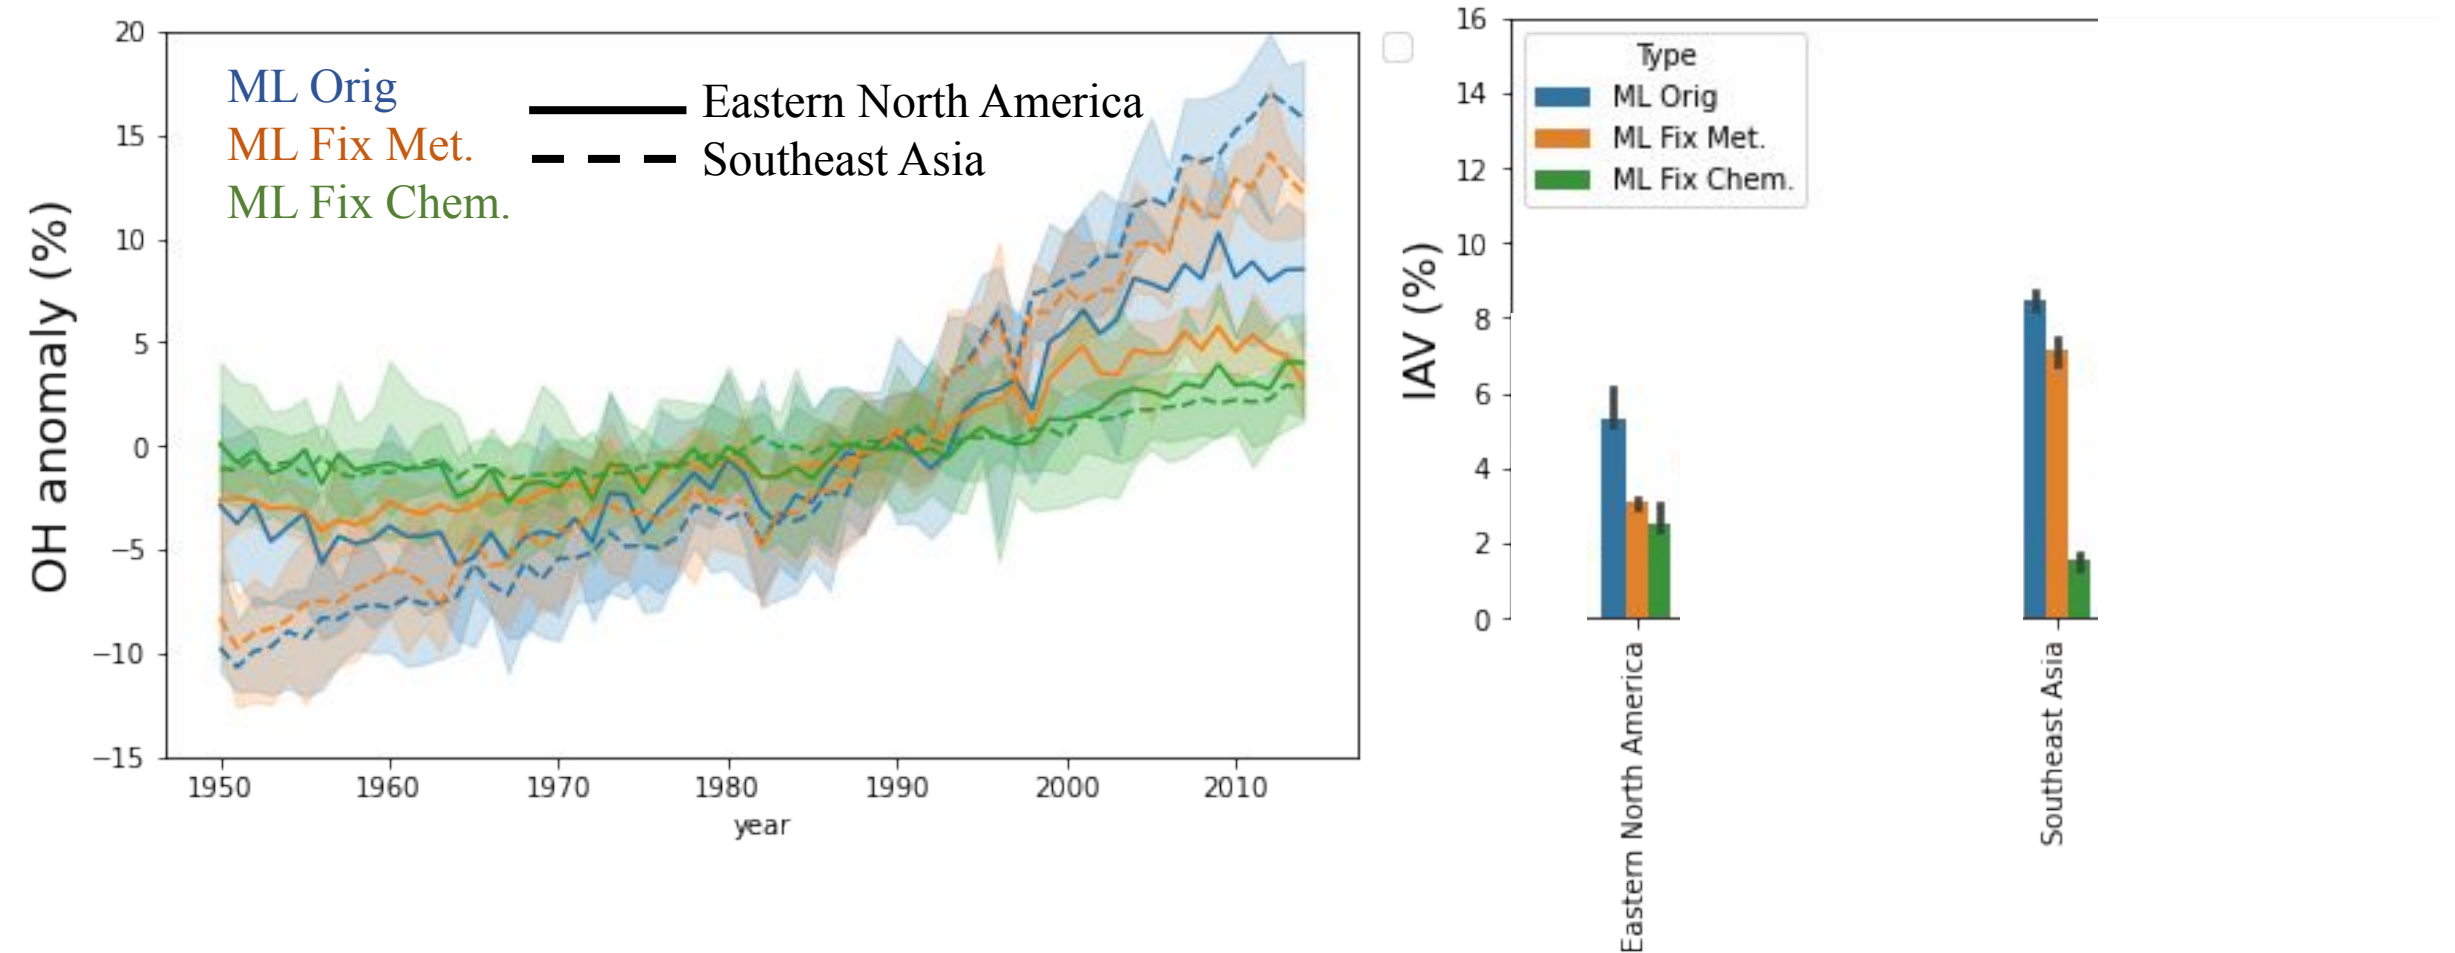 20
15
10
5
0
−5
−10
−15
OH anomaly (%)
ML Orig
ML Fix Met.
ML Fix Chem.
Eastern North America
Southeast Asia
1950 1960 1970 1980 1990 2000 2010
year
16
14
12
10
8
6
4
2
0
IAV (%)
Type
ML Orig
ML Fix Met.
ML Fix Chem.
Eastern North America
Southeast Asia